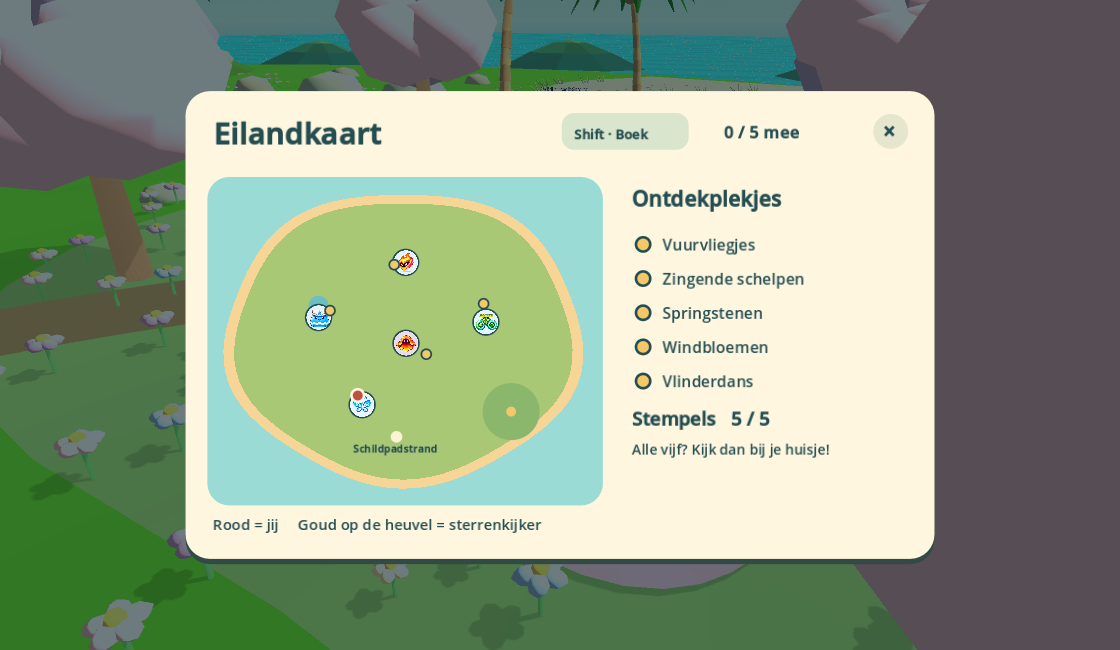 Eilandkaart
Shift · Boek
0 / 5 mee
×
Ontdekplekjes
Vuurvliegjes
Zingende schelpen
Springstenen
Windbloemen
Vlinderdans
Stempels 5 / 5
Alle vijf? Kijk dan bij je huisje!
Schildpadstrand
Rood = jij Goud op de heuvel = sterrenkijker